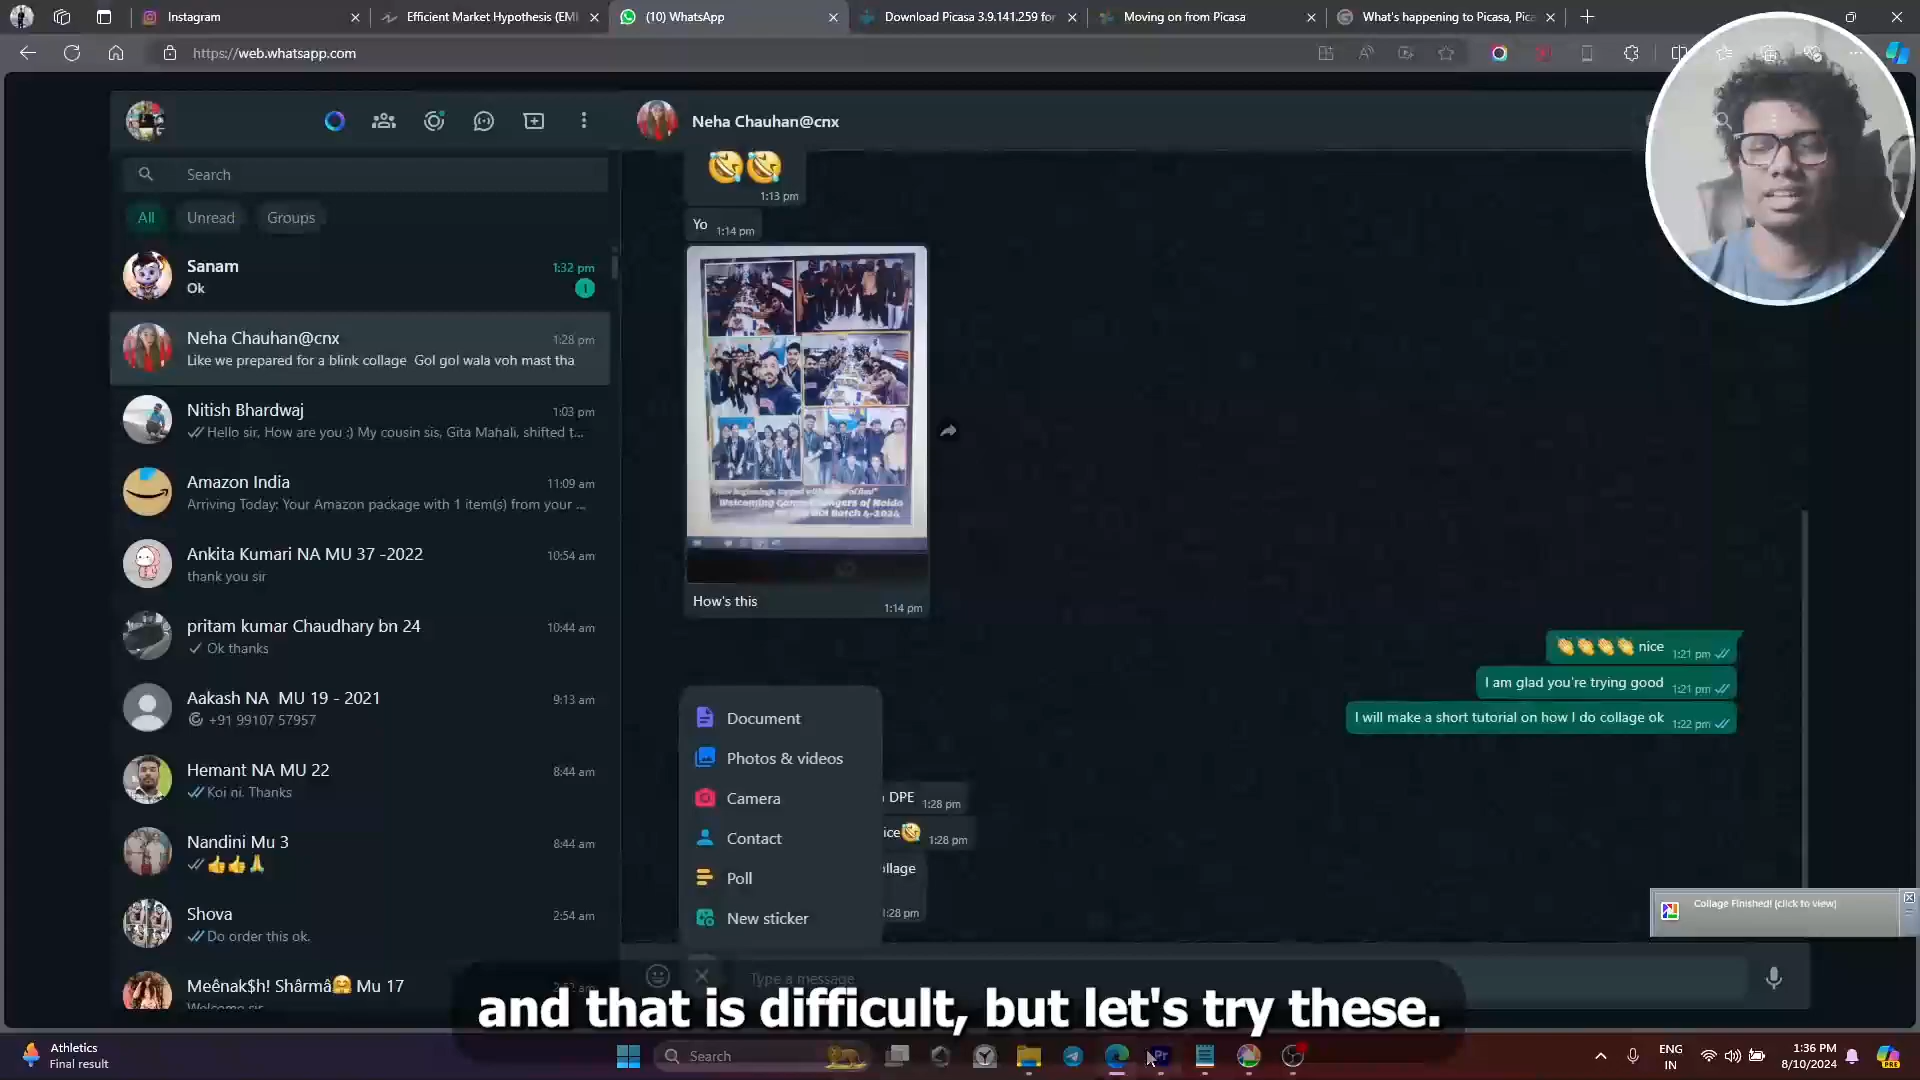 Instagram
Efficient Market Hypothesis (EM
(10) WhatsApp
Download Picasa 3.9.141.259 for
Moving on from Picasa
What's happening to Picasa, Pica
https://web.whatsapp.com
Neha Chauhan@cnx
Search
All
Unread
Groups
Sanam
1:32 pm
Ok
1
Neha Chauhan@cnx
1:28 pm
Like we prepared for a blink collage Gol gol wala voh mast tha
Nitish Bhardwaj
1:03 pm
Hello sir, How are you :) My cousin sis, Gita Mahali, shifted t...
Amazon India
11:09 am
Arriving Today: Your Amazon package with 1 item(s) from your ...
Ankita Kumari NA MU 37 -2022
10:54 am
thank you sir
pritam kumar Chaudhary bn 24
10:44 am
Ok thanks
Aakash NA MU 19 - 2021
9:13 am
+91 99107 57957
Hemant NA MU 22
8:44 am
Koi ni. Thanks
Nandini Mu 3
8:44 am
👍👍🙏
Shova
2:54 am
Do order this ok.
Meênak$h! Shârmâ🤗 Mu 17
Welcome sir
🤣🤣
1:13 pm
Yo
1:14 pm
How's this
1:14 pm
👏👏👏👏 nice
1:21 pm
I am glad you're trying good
1:21 pm
I will make a short tutorial on how I do collage ok
1:22 pm
Document
Photos & videos
Camera
Contact
Poll
New sticker
DPE
1:28 pm
ice🤣
1:28 pm
ollage
1:28 pm
Collage Finished! (click to view)
Type a message
and that is difficult, but let's try these.
Athletics
Final result
Search
Pr
ENG
IN
1:36 PM
8/10/2024
PRE